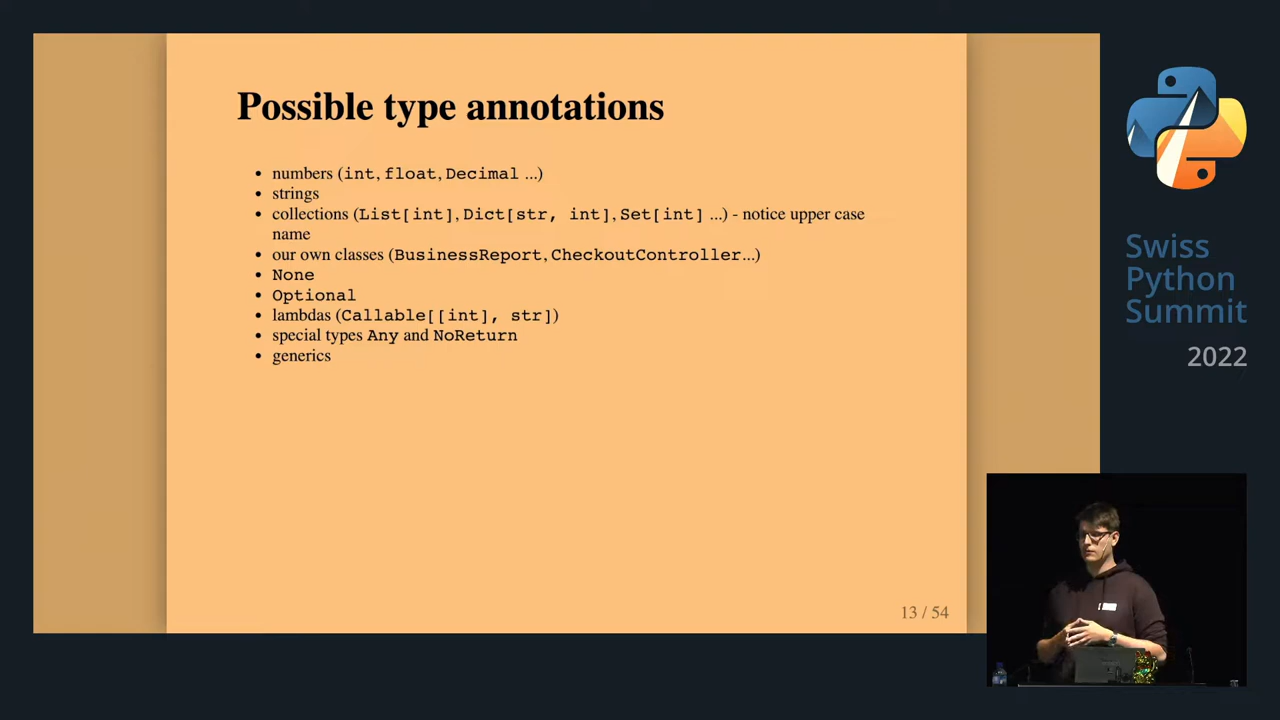 Possible type annotations
• numbers (int, float, Decimal ...)
• strings
• collections (List[int], Dict[str, int], Set[int] ...) - notice upper case
name
• our own classes (BusinessReport, CheckoutController...)
• None
• Optional
• lambdas (Callable[[int], str])
• special types Any and NoReturn
• generics
13 / 54
Swiss
Python
Summit
2022